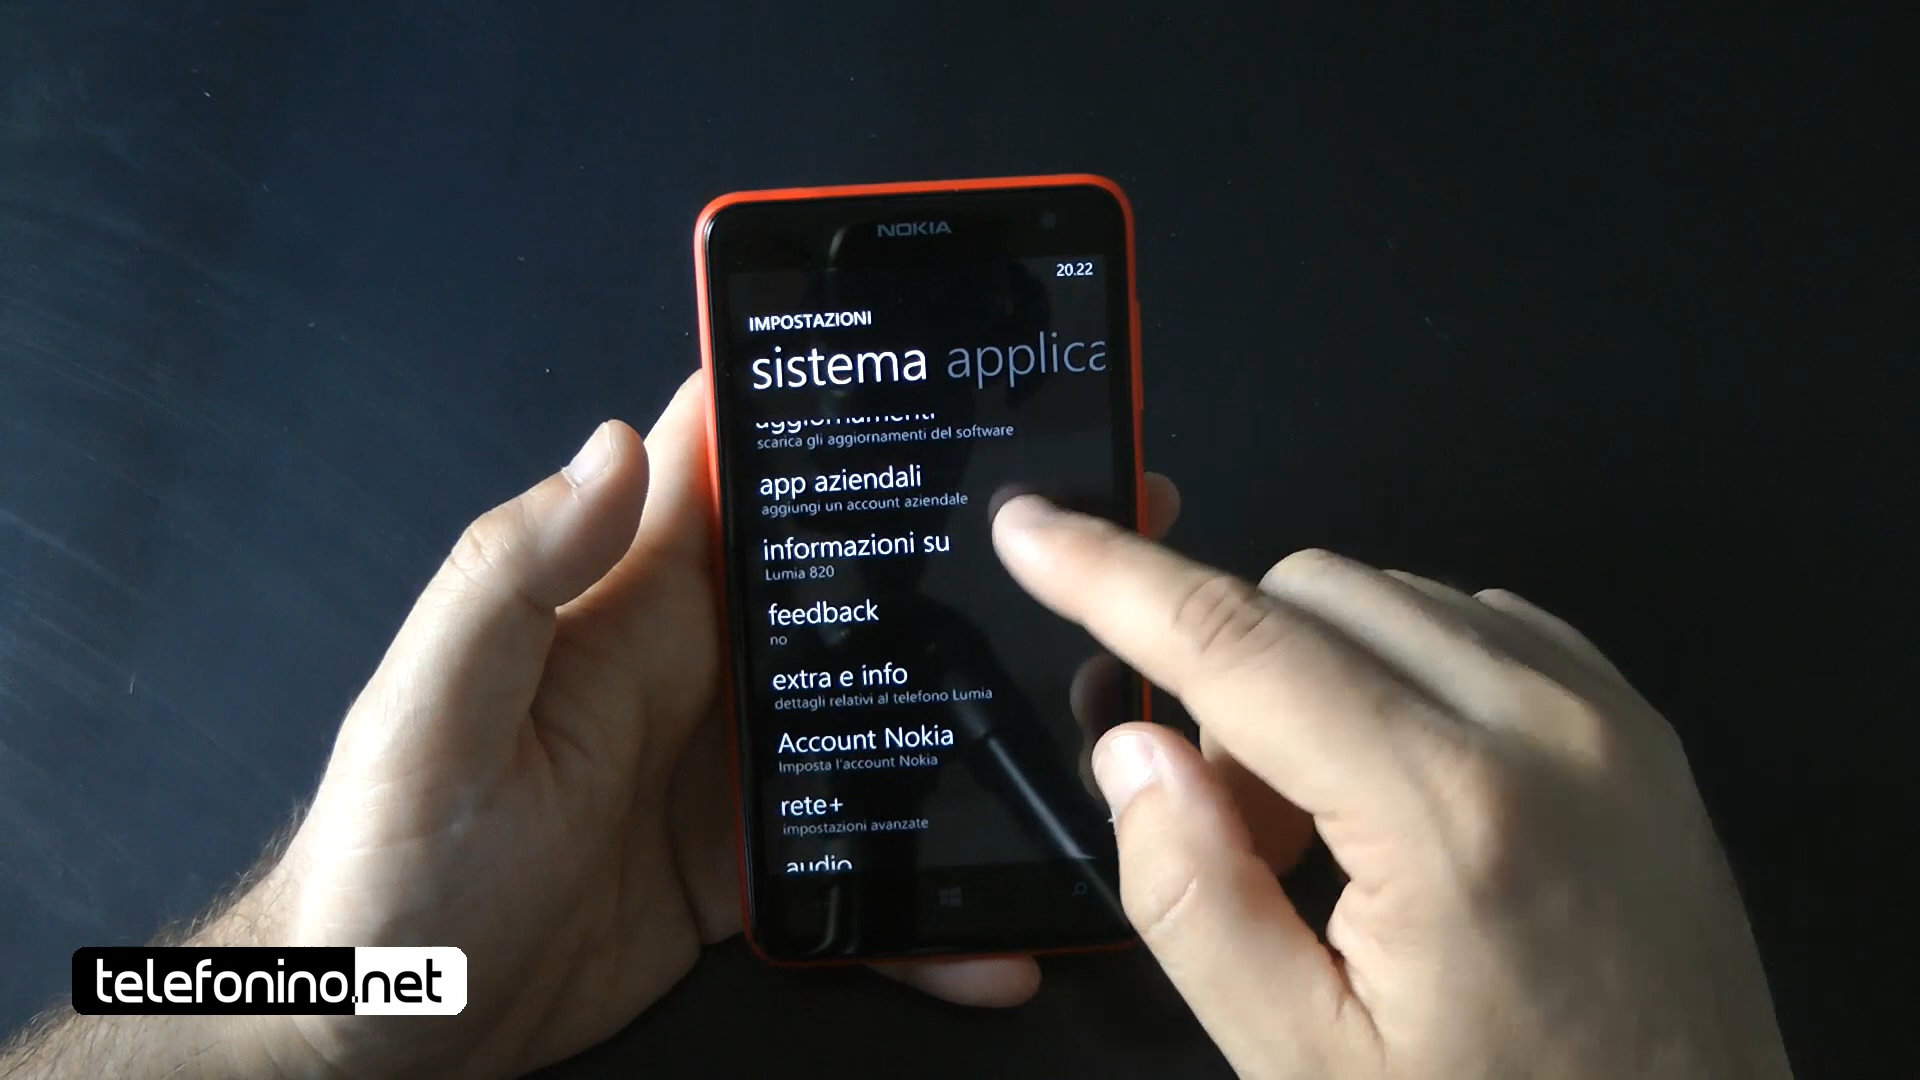 NOKIA
20.22
IMPOSTAZIONI
sistema applica
aggiornamenti
scarica gli aggiornamenti del software
app aziendali
aggiungi un account aziendale
informazioni su
Lumia 820
feedback
no
extra e info
dettagli relativi al telefono Lumia
Account Nokia
Imposta l'account Nokia
rete+
impostazioni avanzate
audio
telefonino.net